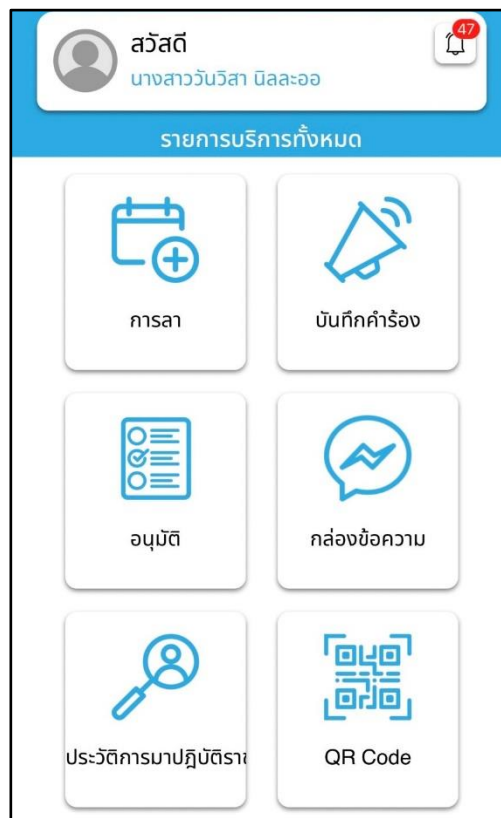 สวัสดี
47
นางสาววันวิสา นิลละออ
รายการบริการทั้งหมด
การลา
บันทึกคำร้อง
อนุมัติ
กล่องข้อความ
ประวัติการมาปฎิบัติราช
QR Code